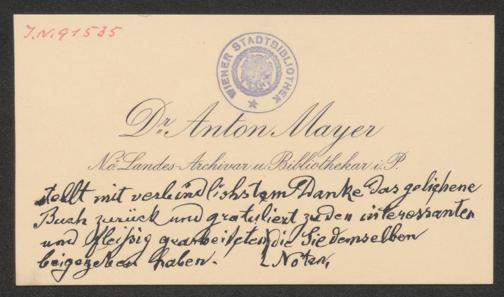 J.N. 91535
WIENER STADTBIBLIOTHEK
Dr. Anton Mayer
Nö. Landes-Archivar u. Bibliothekar i. P.
stellt mit verbindlichstem Danke das geliehene
Buch zurück und gratuliert zu den interessanten
und fleißig gearbeiteten die Sie demselben
beigegeben haben. Noten,